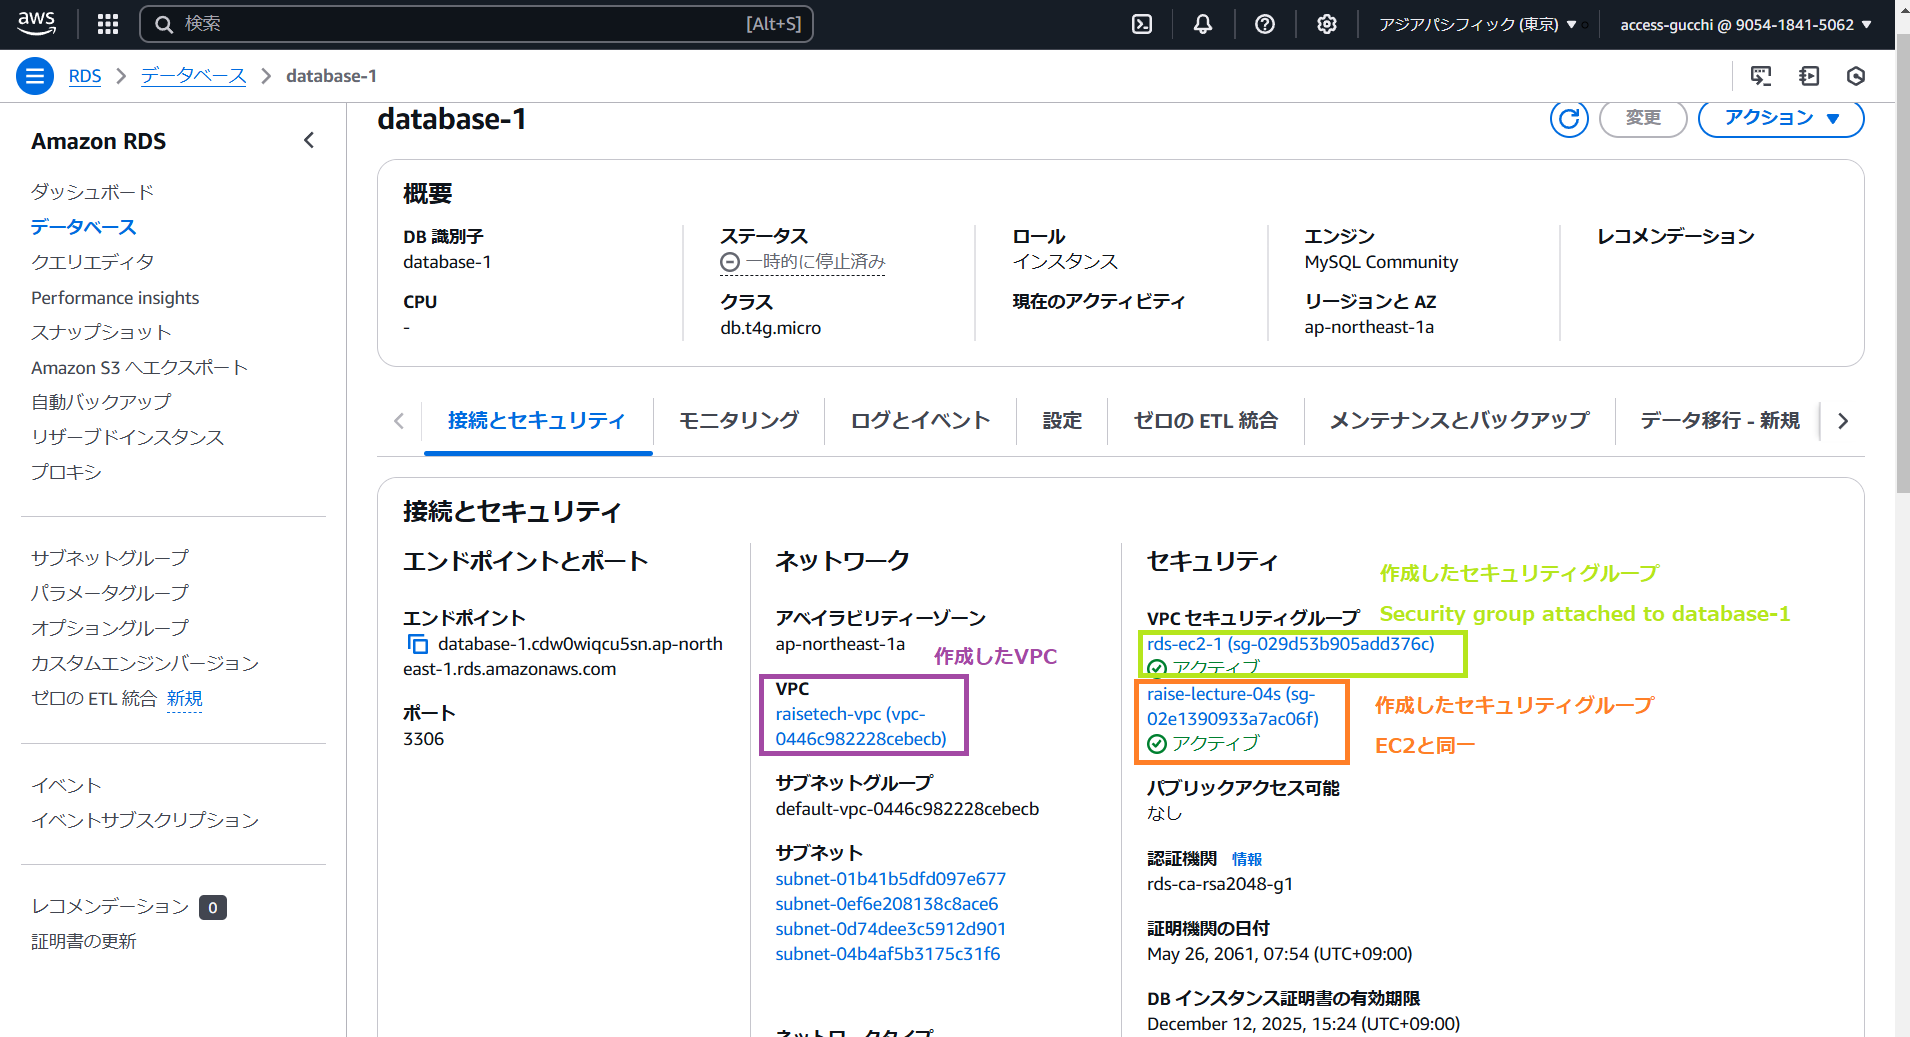 aws
検索
[Alt+S]
アジアパシフィック (東京) ▼
access-gucchi @ 9054-1841-5062 ▼
RDS
データベース
database-1
Amazon RDS
ダッシュボード
データベース
クエリエディタ
Performance insights
スナップショット
Amazon S3 へエクスポート
自動バックアップ
リザーブドインスタンス
プロキシ
サブネットグループ
パラメータグループ
オプショングループ
カスタムエンジンバージョン
ゼロの ETL 統合 新規
イベント
イベントサブスクリプション
レコメンデーション 0
証明書の更新
database-1
変更
アクション ▼
概要
DB 識別子
database-1
CPU
-
ステータス
一時的に停止済み
クラス
db.t4g.micro
ロール
インスタンス
現在のアクティビティ
エンジン
MySQL Community
リージョンと AZ
ap-northeast-1a
レコメンデーション
接続とセキュリティ
モニタリング
ログとイベント
設定
ゼロの ETL 統合
メンテナンスとバックアップ
データ移行 - 新規
接続とセキュリティ
エンドポイントとポート
エンドポイント
database-1.cdw0wiqcu5sn.ap-north
east-1.rds.amazonaws.com
ポート
3306
ネットワーク
アベイラビリティーゾーン
ap-northeast-1a
作成したVPC
VPC
raisetech-vpc (vpc-
0446c982228cebecb)
サブネットグループ
default-vpc-0446c982228cebecb
サブネット
subnet-01b41b5dfd097e677
subnet-0ef6e208138c8ace6
subnet-0d74dee3c5912d901
subnet-04b4af5b3175c31f6
ネットワークタイプ
セキュリティ
作成したセキュリティグループ
Security group attached to database-1
VPC セキュリティグループ
rds-ec2-1 (sg-029d53b905add376c)
アクティブ
raise-lecture-04s (sg-
02e1390933a7ac06f)
アクティブ
作成したセキュリティグループ
EC2と同一
パブリックアクセス可能
なし
認証機関 情報
rds-ca-rsa2048-g1
証明機関の日付
May 26, 2061, 07:54 (UTC+09:00)
DB インスタンス証明書の有効期限
December 12, 2025, 15:24 (UTC+09:00)